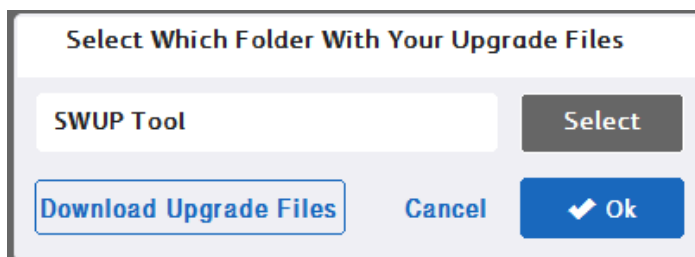 Select Which Folder With Your Upgrade Files
SWUP Tool
Select
Download Upgrade Files
Cancel
Ok